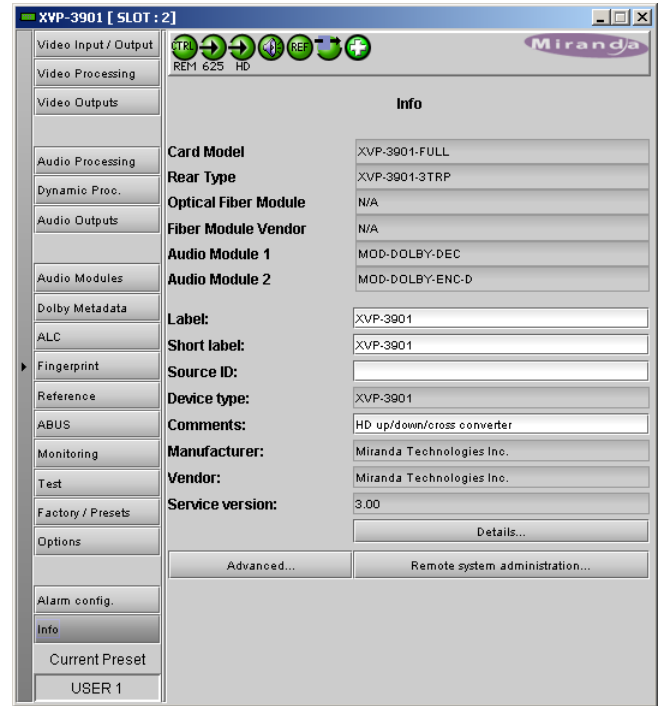 XVP-3901 [ SLOT : 2]
Video Input / Output
Video Processing
Video Outputs
Audio Processing
Dynamic Proc.
Audio Outputs
Audio Modules
Dolby Metadata
ALC
Fingerprint
Reference
ABUS
Monitoring
Test
Factory / Presets
Options
Alarm config.
Info
Current Preset
USER 1
CTRL REF
REM 625 HD
Miranda
Info
Card Model XVP-3901-FULL
Rear Type XVP-3901-3TRP
Optical Fiber Module N/A
Fiber Module Vendor N/A
Audio Module 1 MOD-DOLBY-DEC
Audio Module 2 MOD-DOLBY-ENC-D
Label: XVP-3901
Short label: XVP-3901
Source ID:
Device type: XVP-3901
Comments: HD up/down/cross converter
Manufacturer: Miranda Technologies Inc.
Vendor: Miranda Technologies Inc.
Service version: 3.00
Details...
Advanced... Remote system administration...